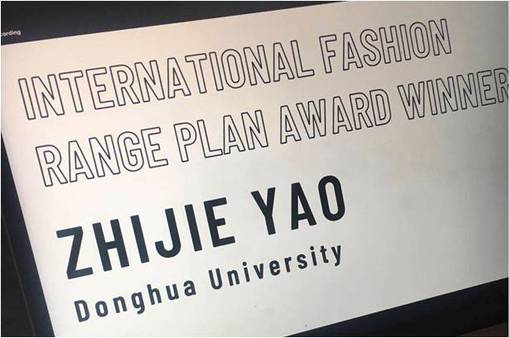 INTERNATIONAL FASHION
RANGE PLAN AWARD WINNER
ZHIJIE YAO
Donghua University